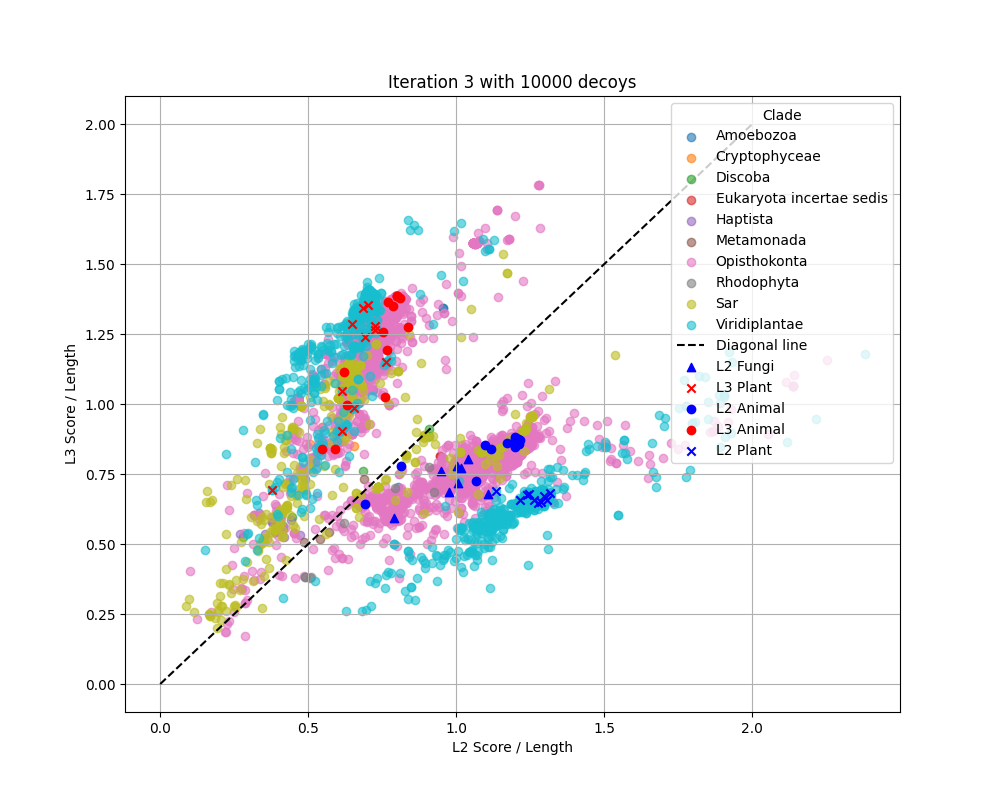 Iteration 3 with 10000 decoys
L3 Score / Length
2.00
1.75
1.50
1.25
1.00
0.75
0.50
0.25
0.00
0.0
0.5
1.0
1.5
2.0
L2 Score / Length
Clade
Amoebozoa
Cryptophyceae
Discoba
Eukaryota incertae sedis
Haptista
Metamonada
Opisthokonta
Rhodophyta
Sar
Viridiplantae
Diagonal line
L2 Fungi
L3 Plant
L2 Animal
L3 Animal
L2 Plant